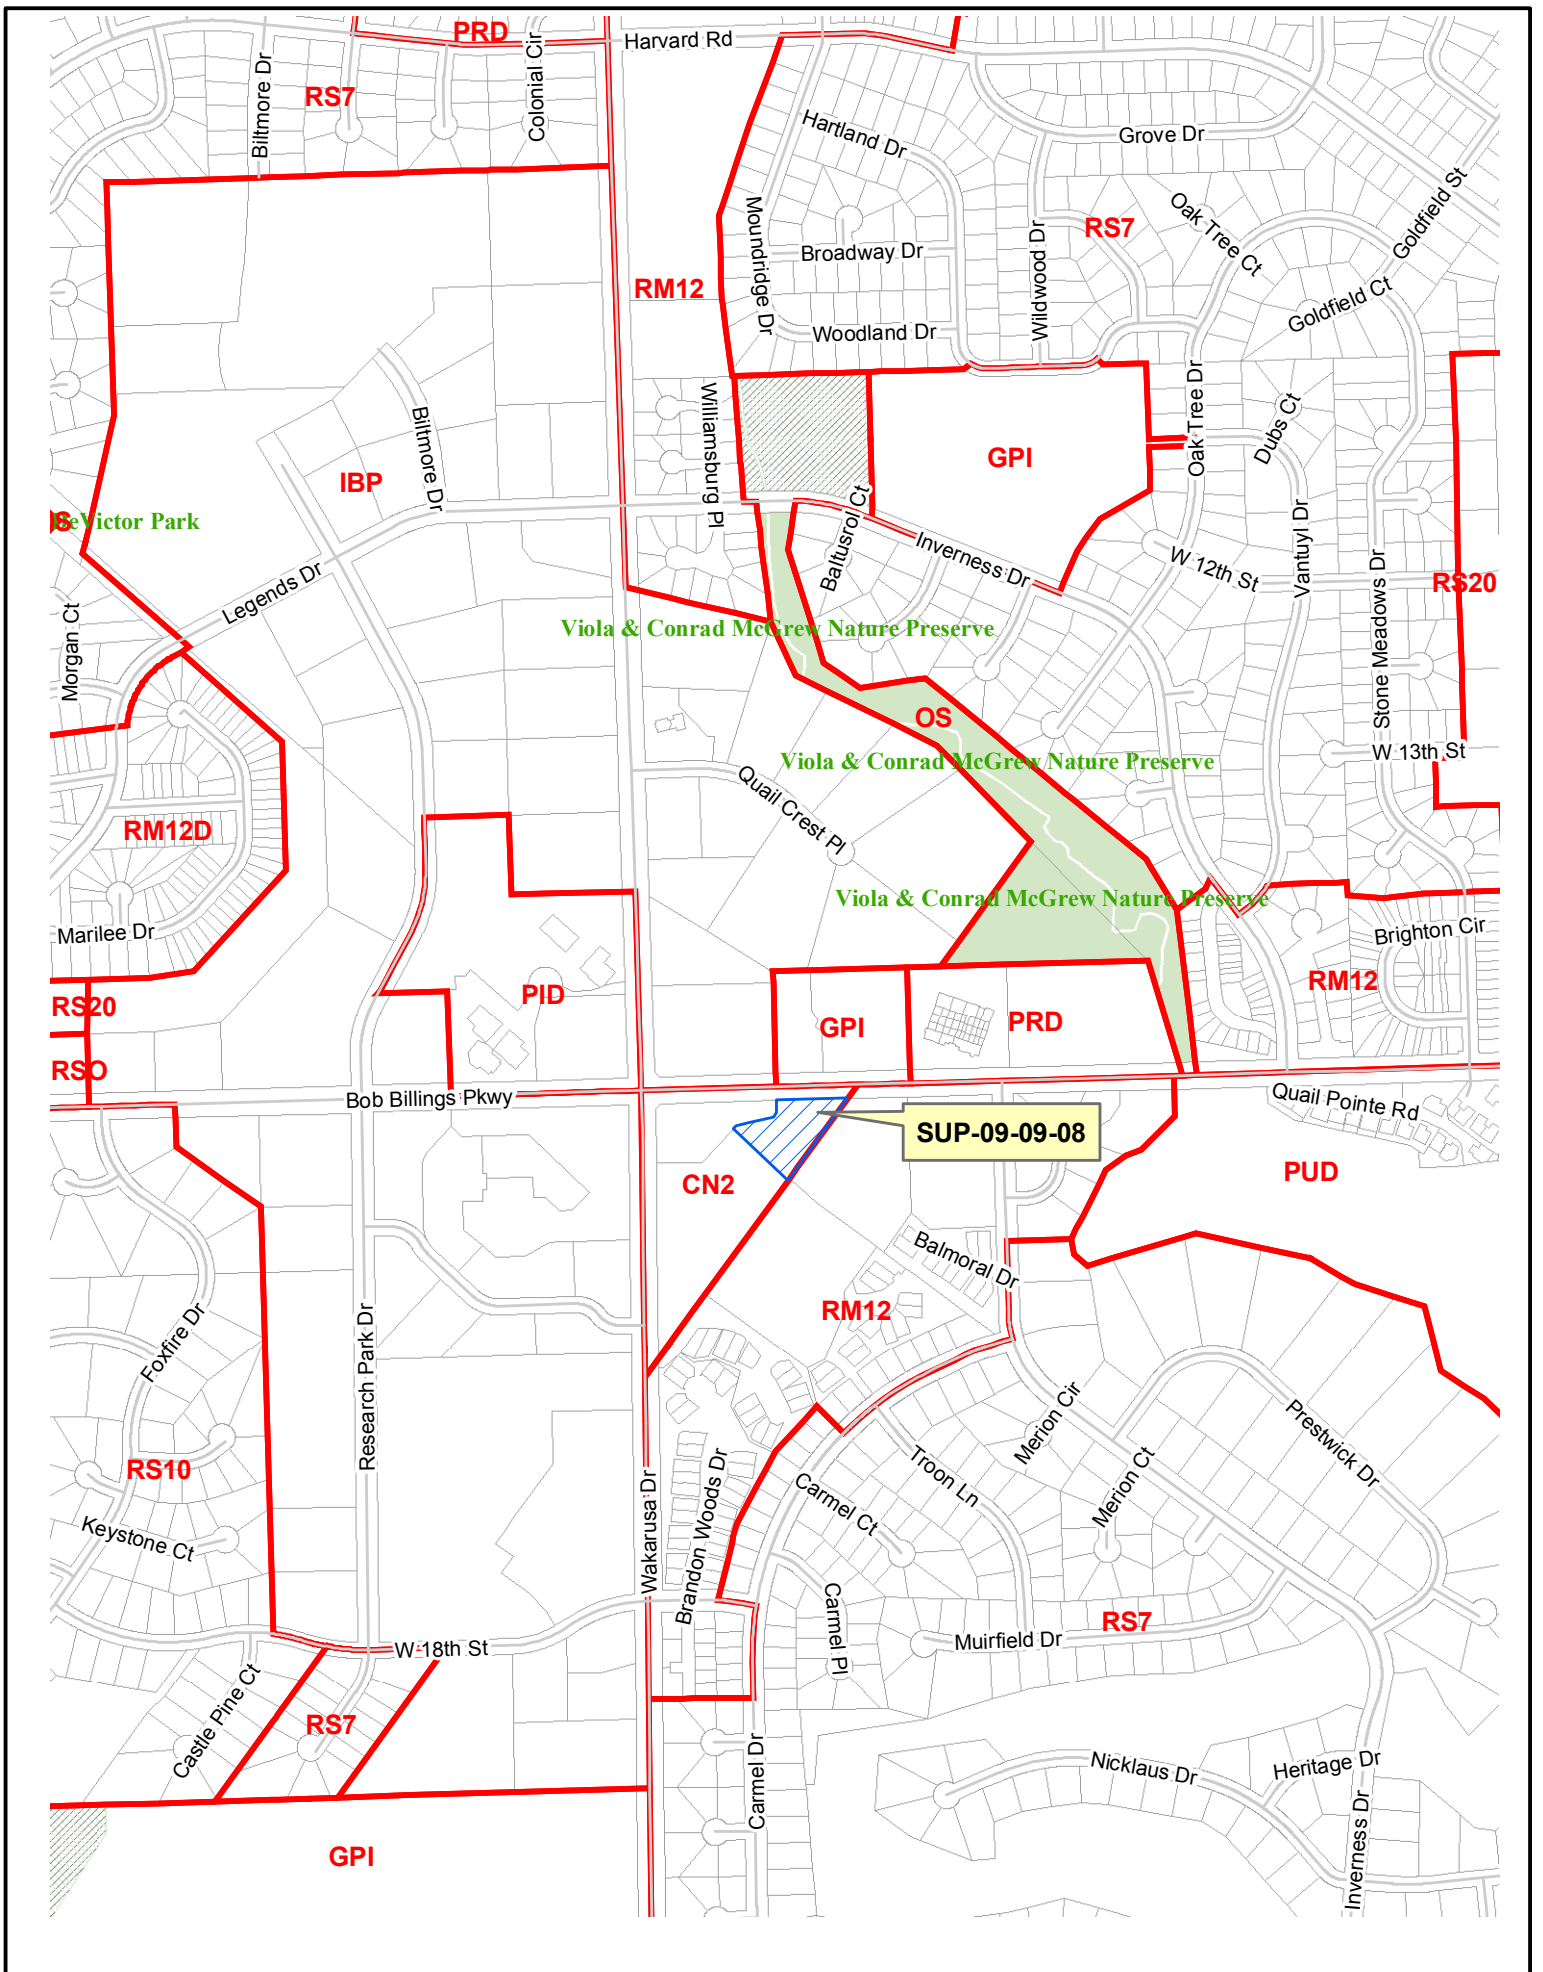 PRD
Harvard Rd
Colonial Cir
Biltmore Dr
RS7
Hartland Dr
Grove Dr
Goldfield St
Oak Tree Ct
Moundridge Dr
RS7
Broadway Dr
Wildwood Dr
RM12
Goldfield Ct
Woodland Dr
Williamsburg Pl
Oak Tree Dr
Dubs Ct
Biltmore Dr
GPI
IBP
DeVictor Park
Baltusrol Ct
Inverness Dr
W 12th St
Vantuyl Dr
Stone Meadows Dr
RS20
Legends Dr
Morgan Ct
Viola & Conrad McGrew Nature Preserve
OS
Viola & Conrad McGrew Nature Preserve
W 13th St
Quail Crest Pl
RM12D
Viola & Conrad McGrew Nature Preserve
Marilee Dr
Brighton Cir
RM12
PID
RS20
GPI
PRD
RSO
Bob Billings Pkwy
Quail Pointe Rd
SUP-09-09-08
CN2
PUD
Balmoral Dr
RM12
Foxfire Dr
Research Park Dr
Merion Cir
Prestwick Dr
RS10
Troon Ln
Merion Ct
Carmel Ct
Wakarusa Dr
Brandon Woods Dr
Keystone Ct
Carmel Pl
RS7
Muirfield Dr
W 18th St
Castle Pine Ct
RS7
Carmel Dr
Nicklaus Dr
Heritage Dr
Inverness Dr
GPI